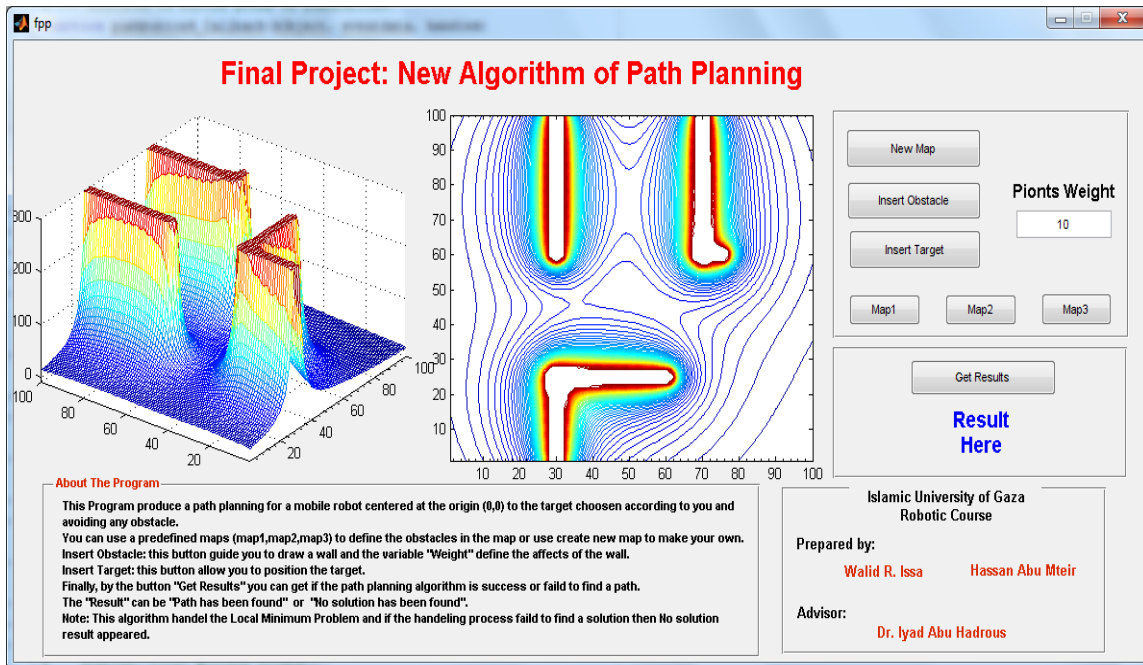 fpp
Final Project: New Algorithm of Path Planning
300
200
100
0
100
80
60
40
20
20
40
60
80
100
100
90
80
70
60
50
40
30
20
10
10 20 30 40 50 60 70 80 90 100
New Map
Insert Obstacle
Insert Target
Pionts Weight
10
Map1 Map2 Map3
Get Results
Result
Here
About The Program
This Program produce a path planning for a mobile robot centered at the origin (0,0) to the target choosen according to you and
avoiding any obstacle.
You can use a predefined maps (map1,map2,map3) to define the obstacles in the map or use create new map to make your own.
Insert Obstacle: this button guide you to draw a wall and the variable "Weight" define the affects of the wall.
Insert Target: this button allow you to position the target.
Finally, by the button "Get Results" you can get if the path planning algorithm is success or faild to find a path.
The "Result" can be "Path has been found" or "No solution has been found".
Note: This algorithm handel the Local Minimum Problem and if the handeling process faild to find a solution then No solution
result appeared.
Islamic University of Gaza
Robotic Course
Prepared by:
Walid R. Issa Hassan Abu Mteir
Advisor:
Dr. Iyad Abu Hadrous